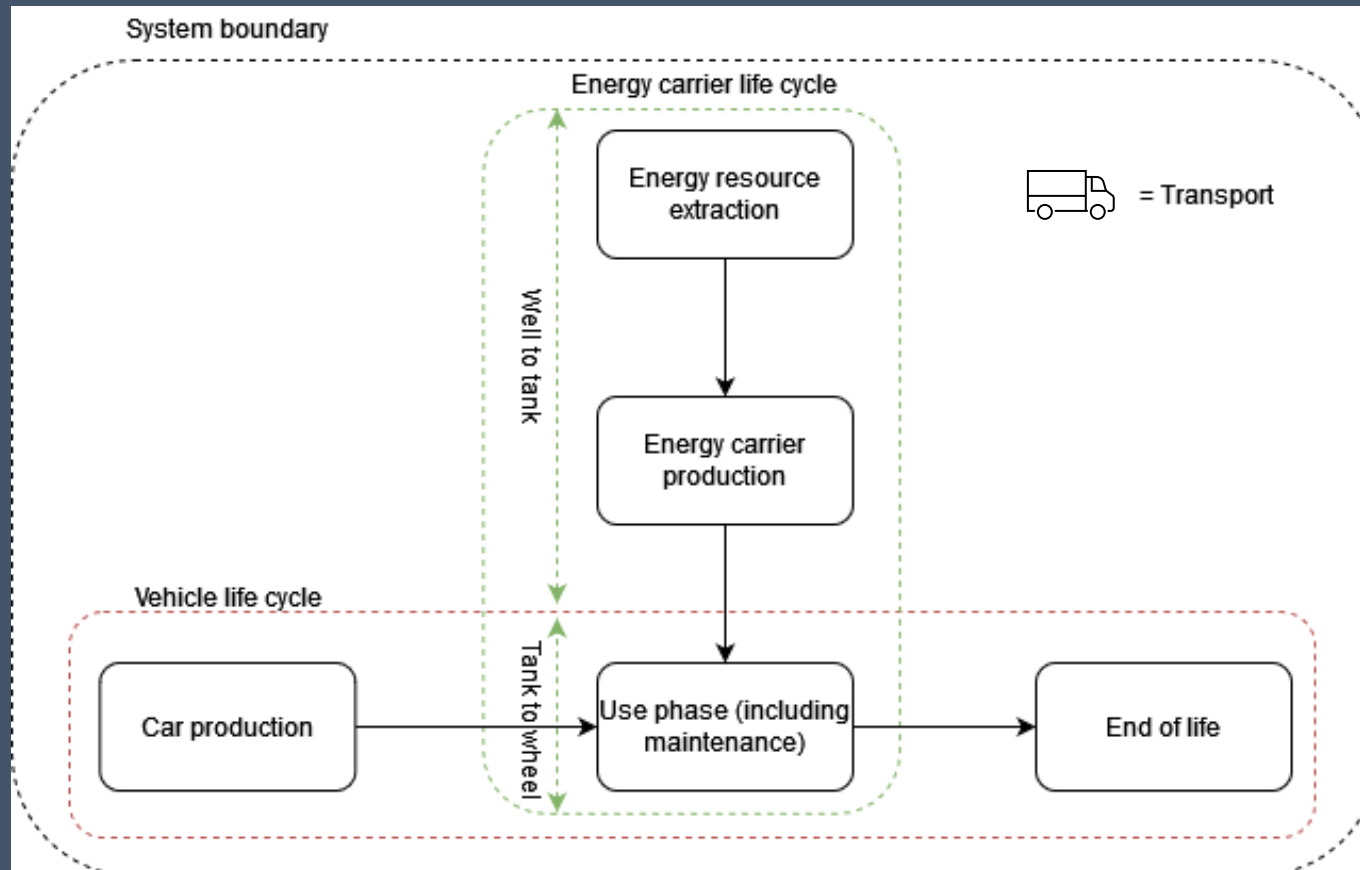 System boundary
Energy carrier life cycle
Energy resource
extraction
= Transport
Well to tank
Energy carrier
production
Vehicle life cycle
Tank to wheel
Car production
Use phase (including
maintenance)
End of life